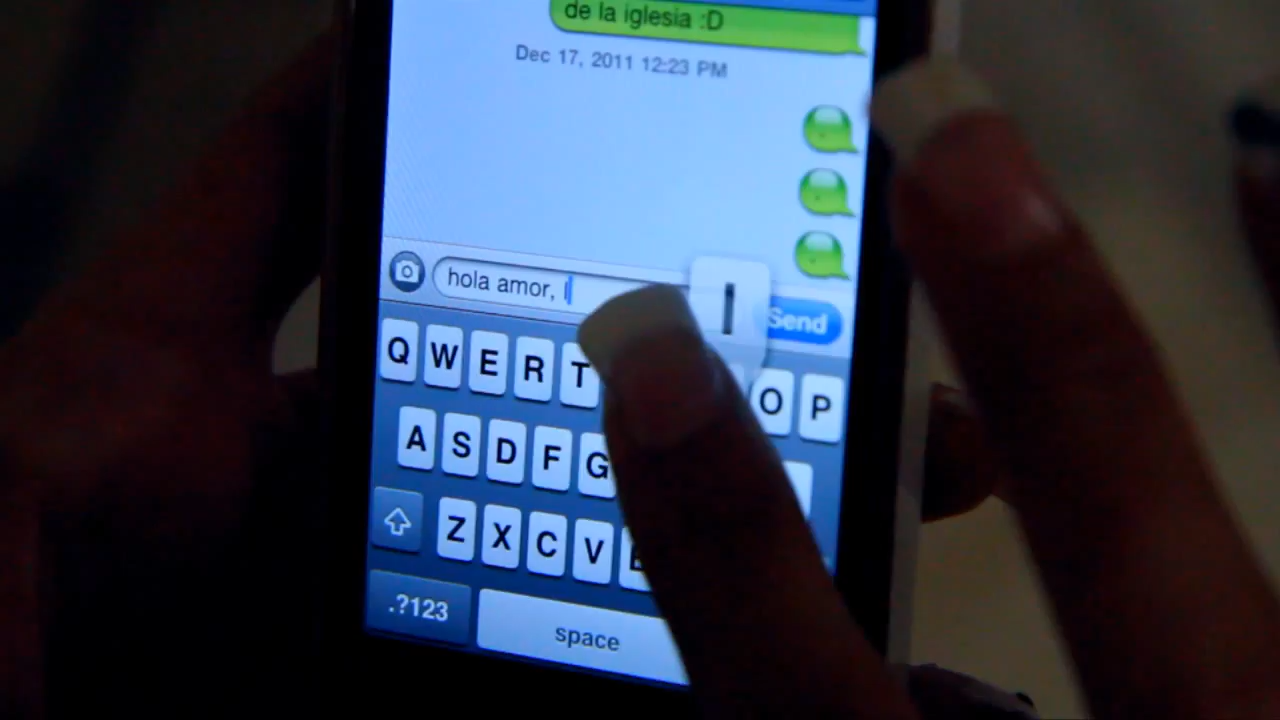 de la iglesia :D
Dec 17, 2011 12:23 PM
hola amor, I
I
Send
Q W E R T O P
A S D F G
Z X C V
.?123
space